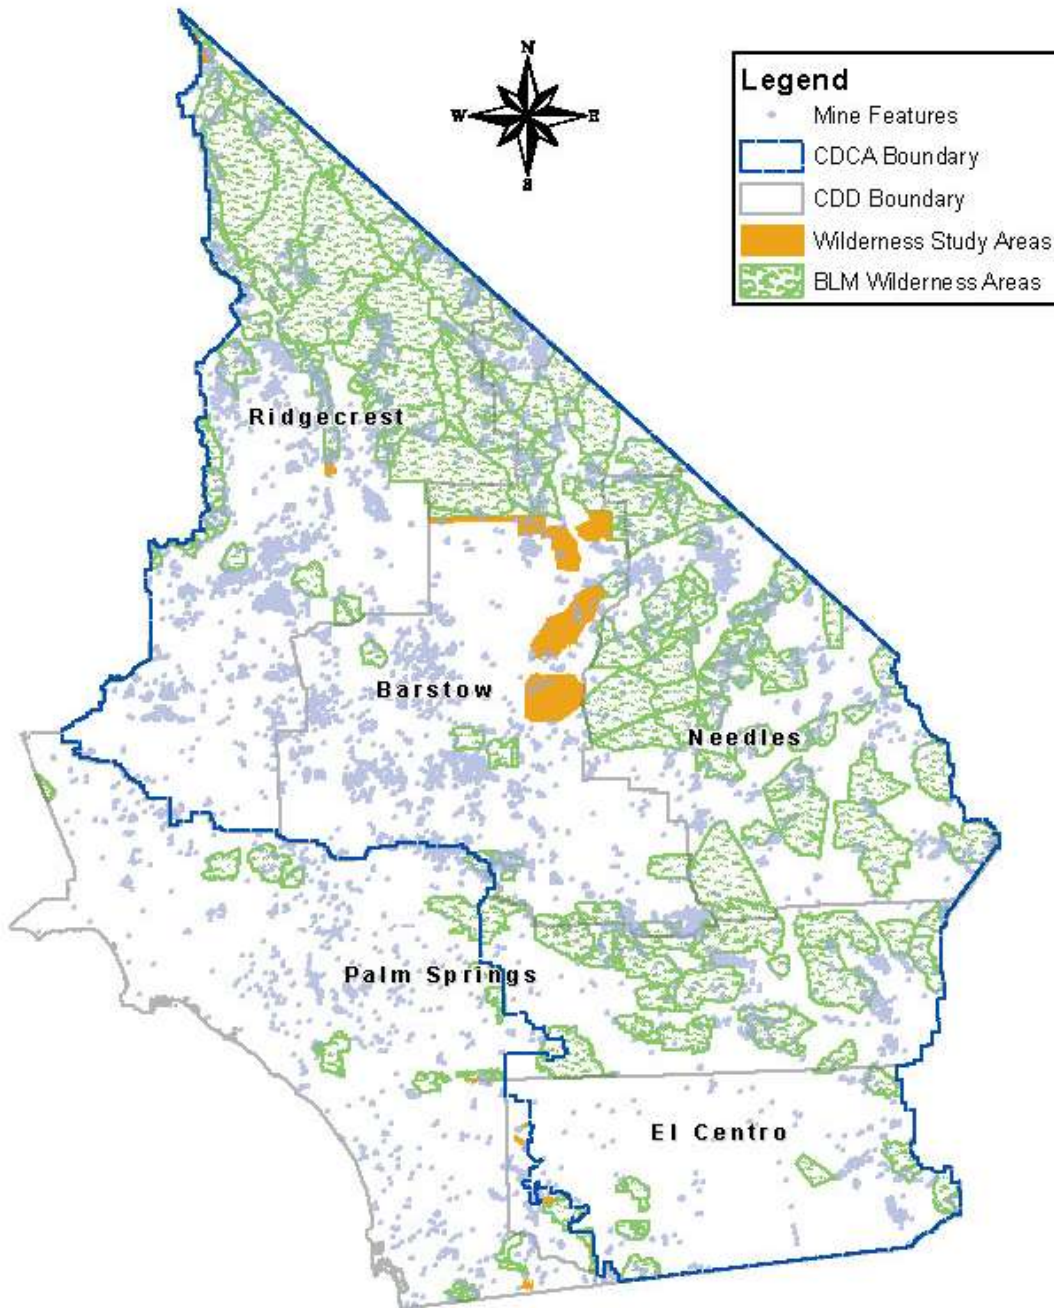 N
W
E
S
Legend
Mine Features
CDCA Boundary
CDD Boundary
Wilderness Study Areas
BLM Wilderness Areas
Ridgecrest
Barstow
Needles
Palm Springs
El Centro